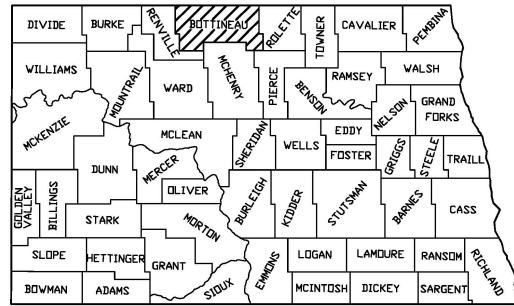 DIVIDE
BURKE
RENVILLE
BOTTINEAU
ROLETTE
TOWNER
CAVALIER
PEMBINA
WILLIAMS
MOUNTRAIL
WARD
MCHENRY
PIERCE
BENSON
RAMSEY
WALSH
MCKENZIE
MCLEAN
SHERIDAN
WELLS
EDDY
FOSTER
NELSON
GRAND
FORKS
DUNN
MERCER
OLIVER
GRIGGS
STEELE
TRAILL
GOLDEN
VALLEY
BILLINGS
STARK
MORTON
BURLEIGH
KIDDER
STUTSMAN
BARNES
CASS
SLOPE
HETTINGER
GRANT
SIOUX
EMMONS
LOGAN
LAMOURE
RANSOM
RICHLAND
BOWMAN
ADAMS
MCINTOSH
DICKEY
SARGENT